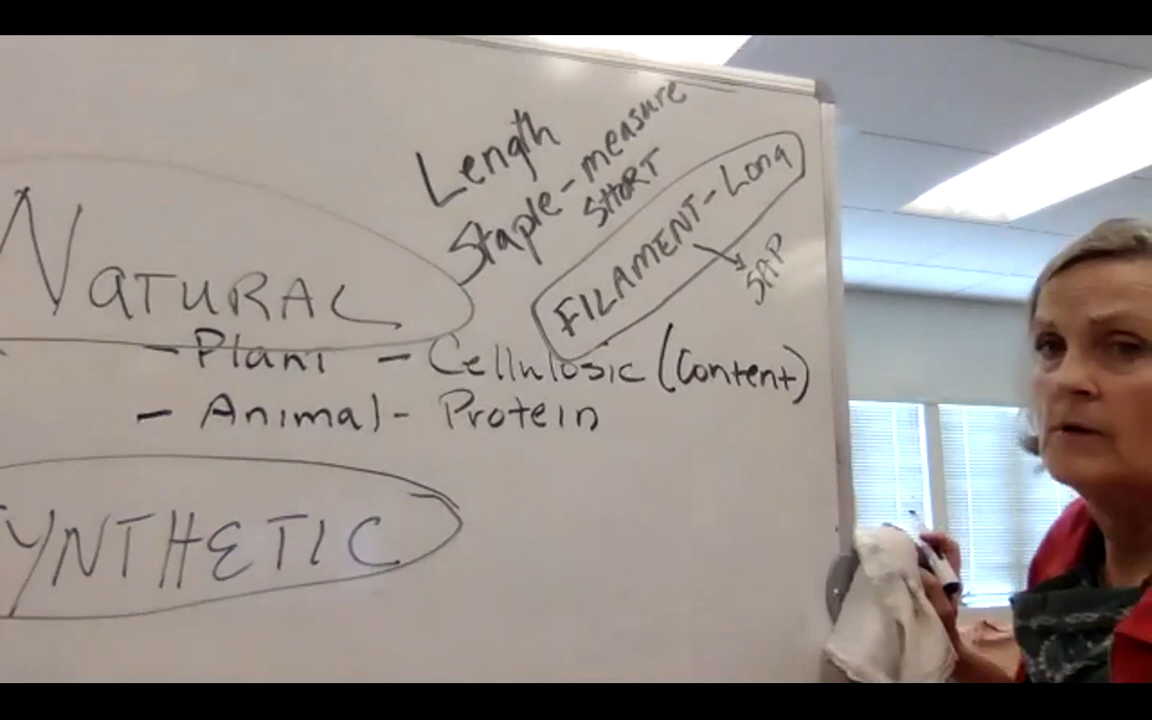 Length
Staple - measure
SHORT
FILAMENT - Long
SAP
NATURAL
- Plant - Cellulosic (Content)
- Animal - Protein
YNTHETIC